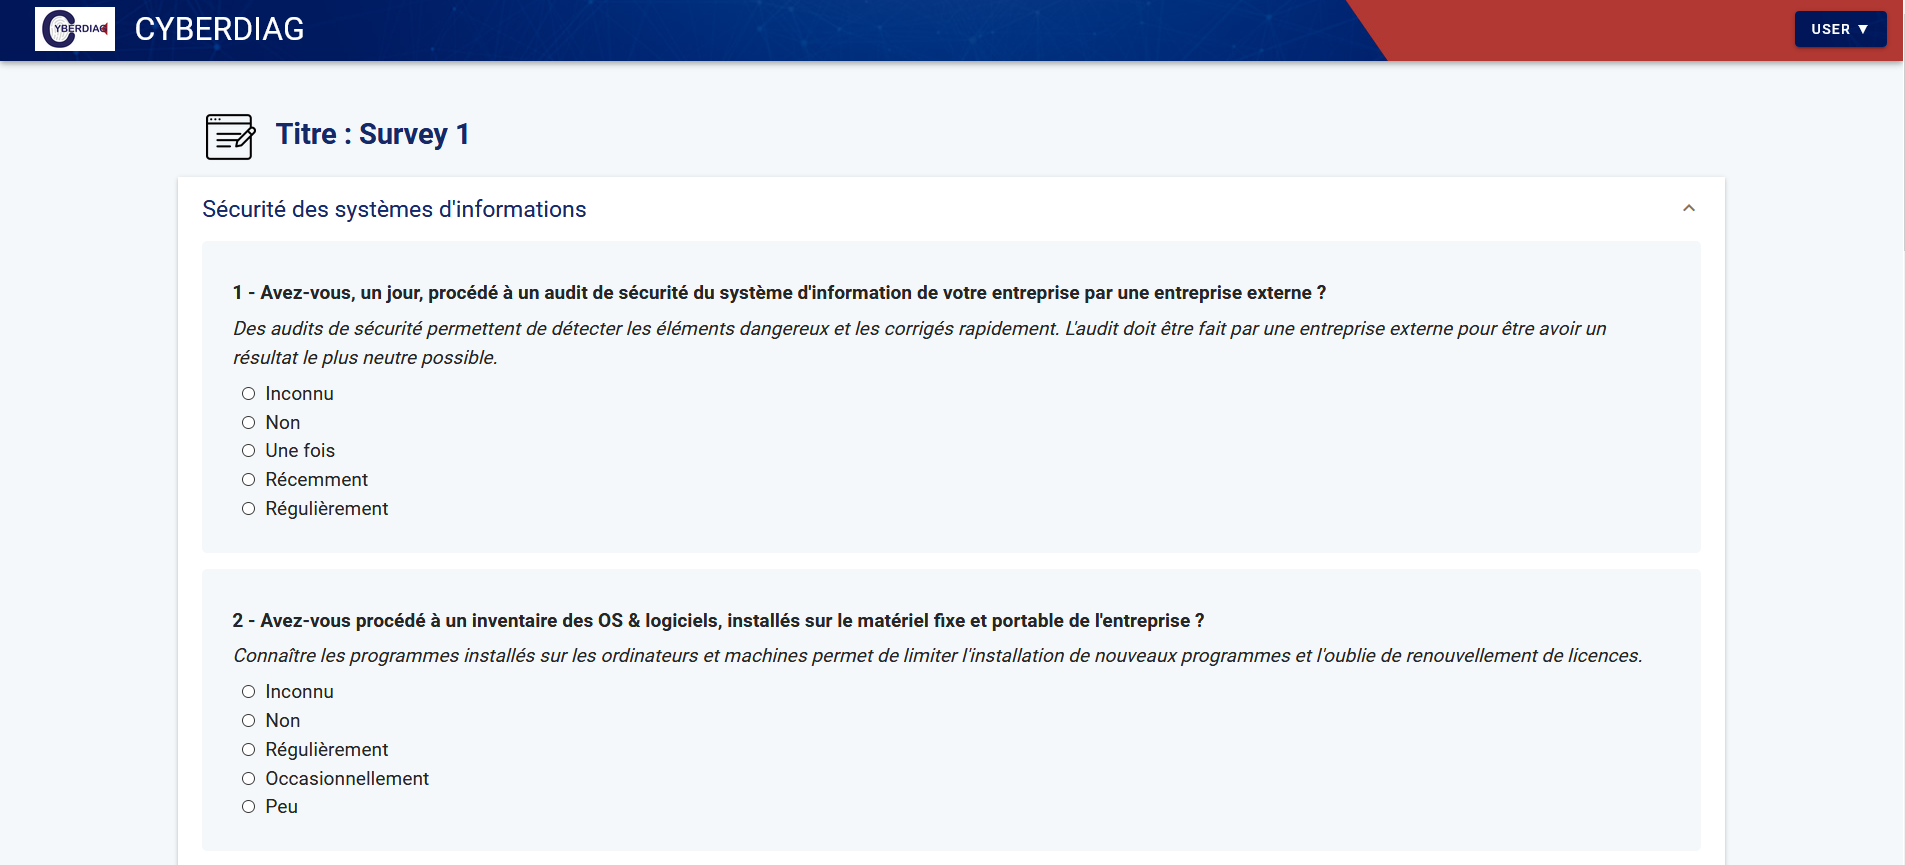 YBERDIAG
CYBERDIAG
USER ▼
Titre : Survey 1
Sécurité des systèmes d'informations
1 - Avez-vous, un jour, procédé à un audit de sécurité du système d'information de votre entreprise par une entreprise externe ?
Des audits de sécurité permettent de détecter les éléments dangereux et les corrigés rapidement. L'audit doit être fait par une entreprise externe pour être avoir un
résultat le plus neutre possible.
Inconnu
Non
Une fois
Récemment
Régulièrement
2 - Avez-vous procédé à un inventaire des OS & logiciels, installés sur le matériel fixe et portable de l'entreprise ?
Connaître les programmes installés sur les ordinateurs et machines permet de limiter l'installation de nouveaux programmes et l'oublie de renouvellement de licences.
Inconnu
Non
Régulièrement
Occasionnellement
Peu